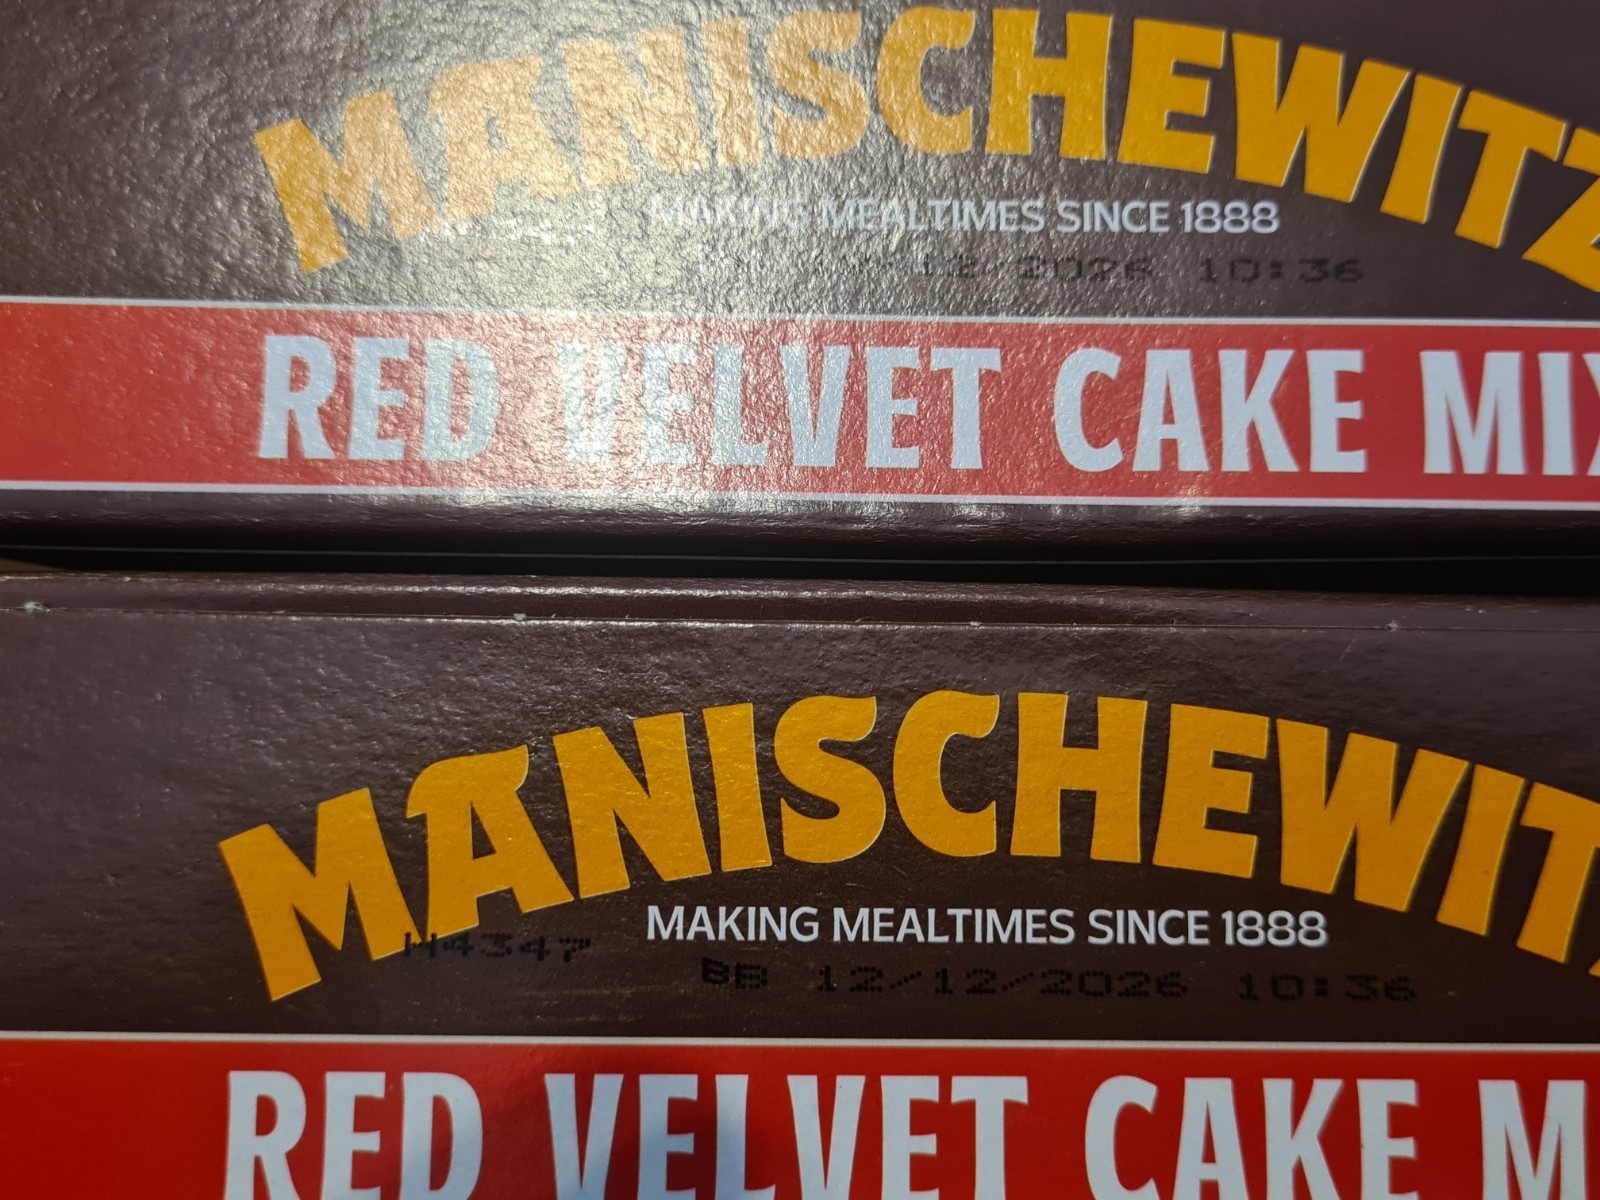 MANISCHEWITZ
MAKING MEALTIMES SINCE 1888
12/2026 10:36
RED VELVET CAKE MIX
MANISCHEWITZ
MAKING MEALTIMES SINCE 1888
H4347
BB 12/12/2026 10:36
RED VELVET CAKE M